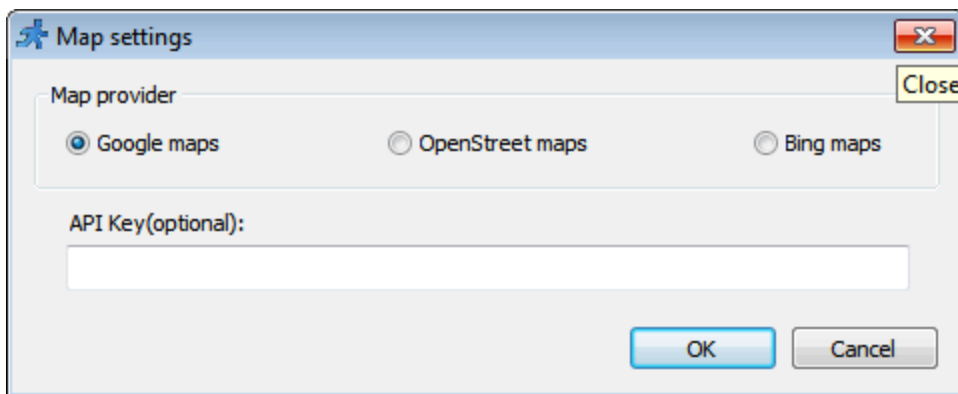 Map settings
Close
Map provider
Google maps OpenStreet maps Bing maps
API Key(optional):
OK Cancel